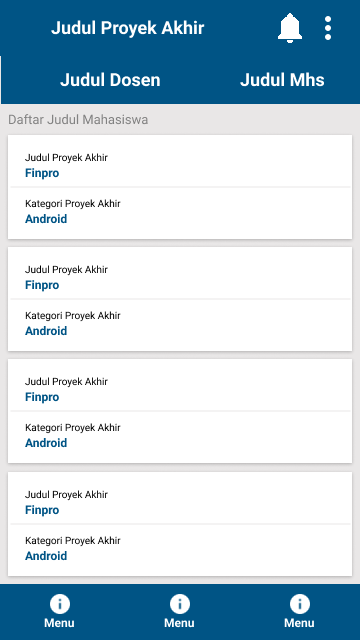 Judul Proyek Akhir
Judul Dosen Judul Mhs
Daftar Judul Mahasiswa
Judul Proyek Akhir
Finpro
Kategori Proyek Akhir
Android
Judul Proyek Akhir
Finpro
Kategori Proyek Akhir
Android
Judul Proyek Akhir
Finpro
Kategori Proyek Akhir
Android
Judul Proyek Akhir
Finpro
Kategori Proyek Akhir
Android
Menu Menu Menu